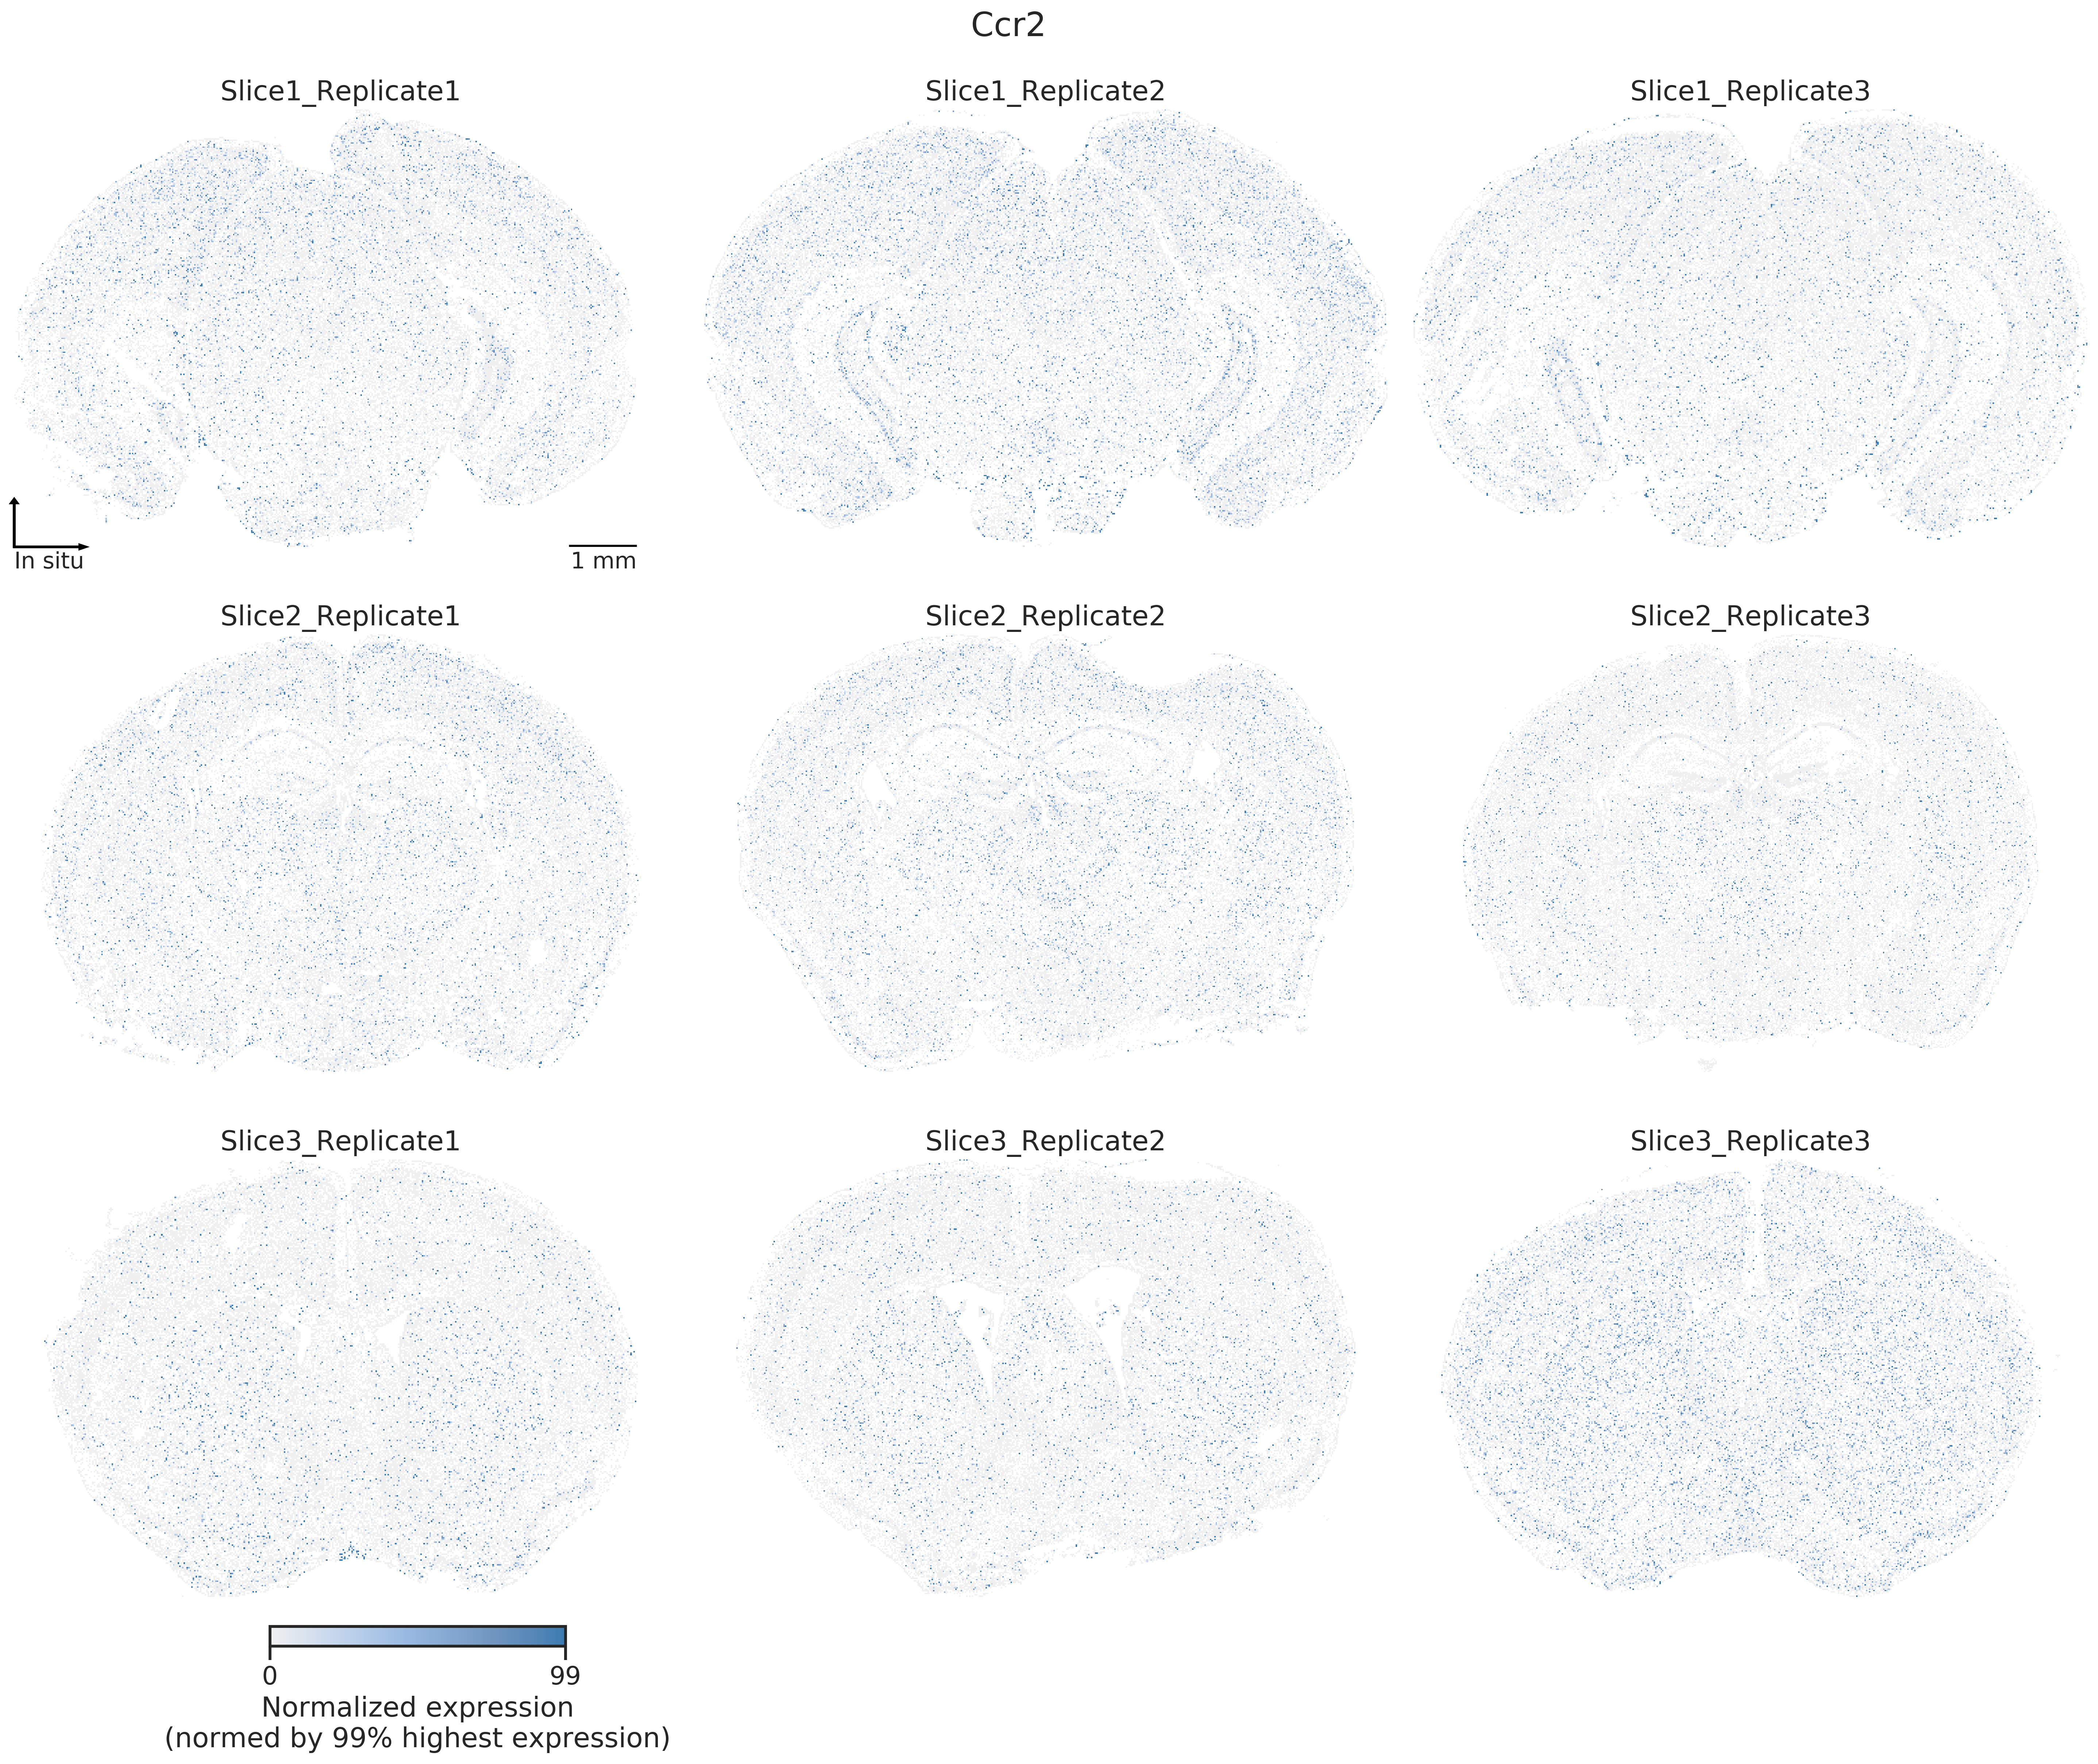 Ccr2
Slice1_Replicate1
Slice1_Replicate2
Slice1_Replicate3
In situ
1 mm
Slice2_Replicate1
Slice2_Replicate2
Slice2_Replicate3
Slice3_Replicate1
Slice3_Replicate2
Slice3_Replicate3
0
99
Normalized expression
(normed by 99% highest expression)